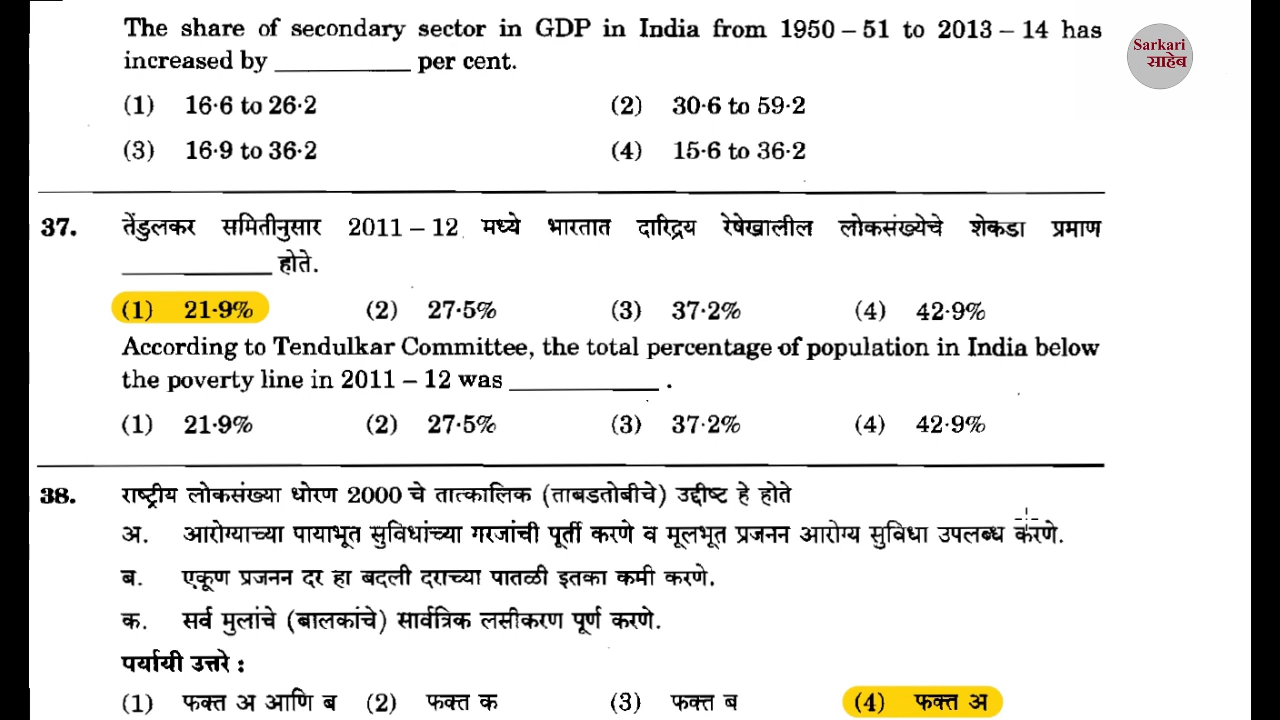 The share of secondary sector in GDP in India from 1950 – 51 to 2013 – 14 has
increased by __________ per cent.
(1) 16·6 to 26·2 (2) 30·6 to 59·2
(3) 16·9 to 36·2 (4) 15·6 to 36·2
Sarkari
साहेब
37. तेंडुलकर समितीनुसार 2011 – 12 मध्ये भारतात दारिद्रय रेषेखालील लोकसंख्येचे शेकडा प्रमाण
__________ होते.
(1) 21·9% (2) 27·5% (3) 37·2% (4) 42·9%
According to Tendulkar Committee, the total percentage of population in India below
the poverty line in 2011 – 12 was __________ .
(1) 21·9% (2) 27·5% (3) 37·2% (4) 42·9%
38. राष्ट्रीय लोकसंख्या धोरण 2000 चे तात्कालिक (ताबडतोबीचे) उद्दीष्ट हे होते
अ. आरोग्याच्या पायाभूत सुविधांच्या गरजांची पूर्ती करणे व मूलभूत प्रजनन आरोग्य सुविधा उपलब्ध करणे.
ब. एकूण प्रजनन दर हा बदली दराच्या पातळी इतका कमी करणे.
क. सर्व मुलांचे (बालकांचे) सार्वत्रिक लसीकरण पूर्ण करणे.
पर्यायी उत्तरे :
(1) फक्त अ आणि ब (2) फक्त क (3) फक्त ब (4) फक्त अ